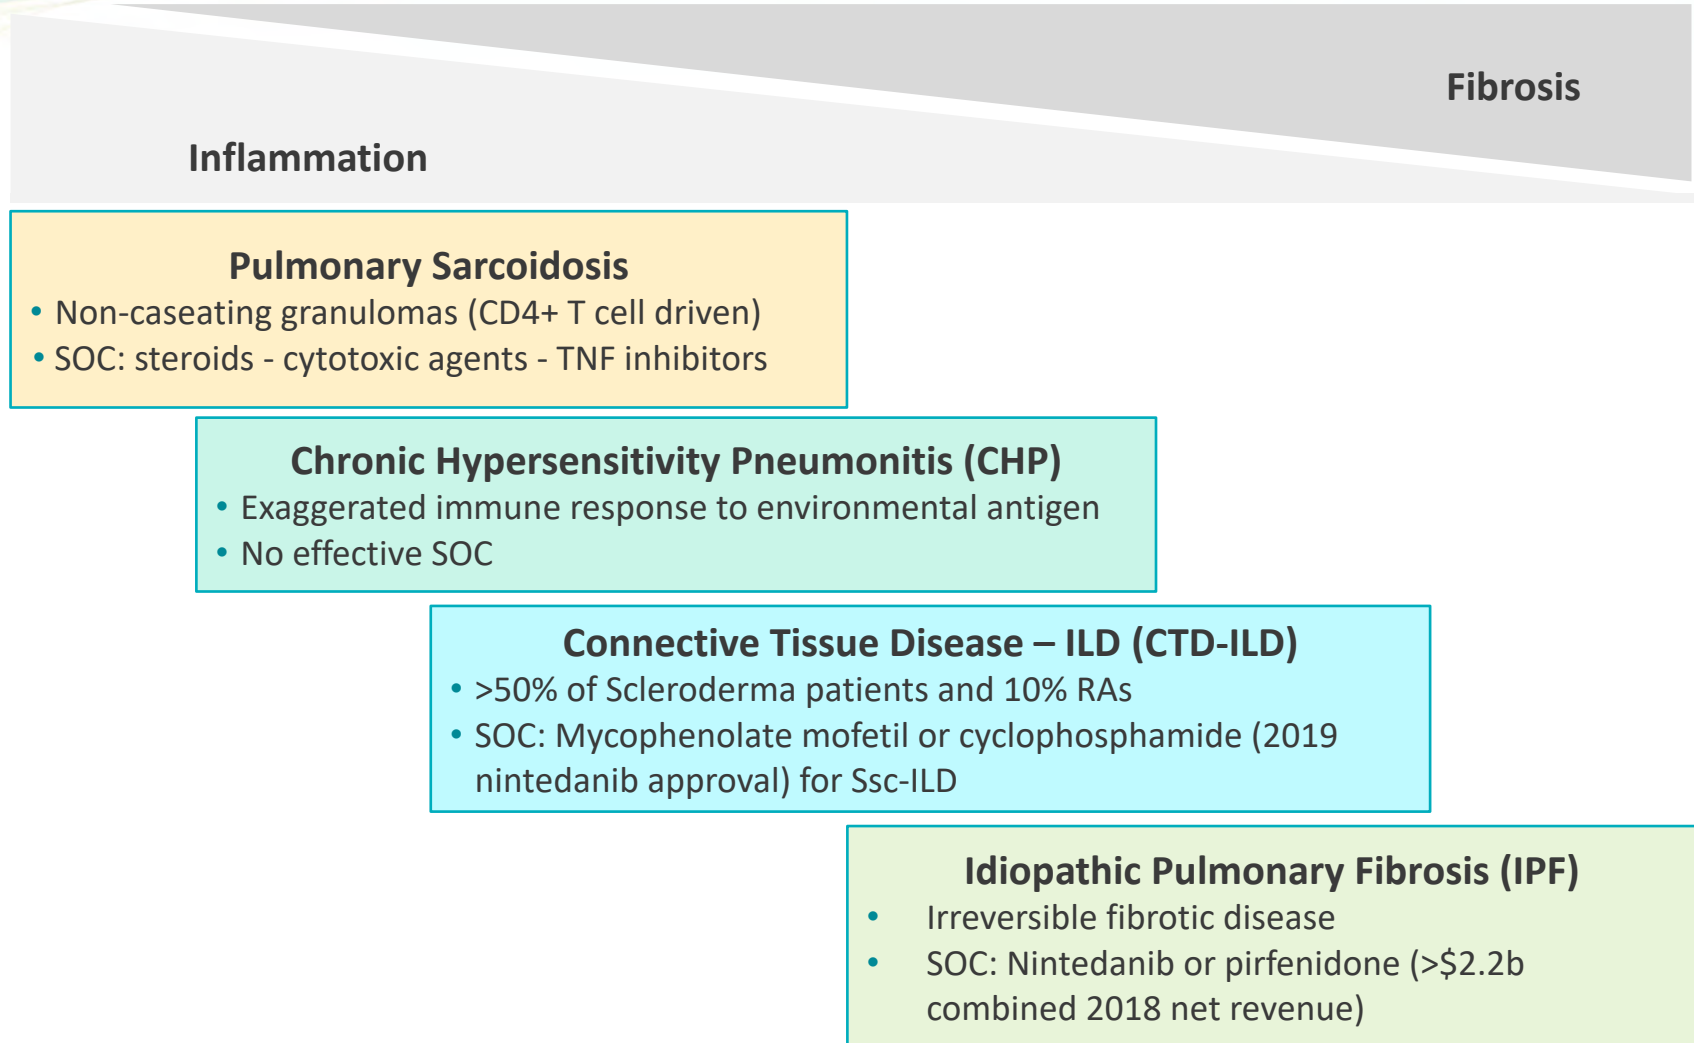 Fibrosis
Inflammation
Pulmonary Sarcoidosis
• Non-caseating granulomas (CD4+ T cell driven)
• SOC: steroids - cytotoxic agents - TNF inhibitors
Chronic Hypersensitivity Pneumonitis (CHP)
• Exaggerated immune response to environmental antigen
• No effective SOC
Connective Tissue Disease – ILD (CTD-ILD)
• >50% of Scleroderma patients and 10% RAs
• SOC: Mycophenolate mofetil or cyclophosphamide (2019
nintedanib approval) for Ssc-ILD
Idiopathic Pulmonary Fibrosis (IPF)
• Irreversible fibrotic disease
• SOC: Nintedanib or pirfenidone (>$2.2b
combined 2018 net revenue)